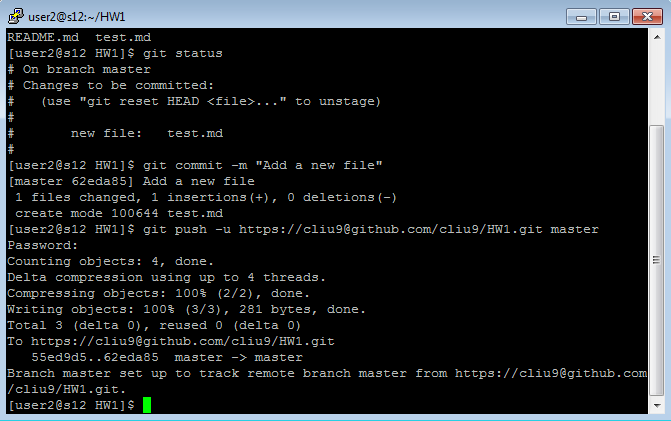 user2@s12:~/HW1
README.md  test.md
[user2@s12 HW1]$ git status
# On branch master
# Changes to be committed:
#   (use "git reset HEAD <file>..." to unstage)
#
#       new file:   test.md
#
[user2@s12 HW1]$ git commit -m "Add a new file"
[master 62eda85] Add a new file
 1 files changed, 1 insertions(+), 0 deletions(-)
 create mode 100644 test.md
[user2@s12 HW1]$ git push -u https://cliu9@github.com/cliu9/HW1.git master
Password:
Counting objects: 4, done.
Delta compression using up to 4 threads.
Compressing objects: 100% (2/2), done.
Writing objects: 100% (3/3), 281 bytes, done.
Total 3 (delta 0), reused 0 (delta 0)
To https://cliu9@github.com/cliu9/HW1.git
   55ed9d5..62eda85  master -> master
Branch master set up to track remote branch master from https://cliu9@github.com
/cliu9/HW1.git.
[user2@s12 HW1]$